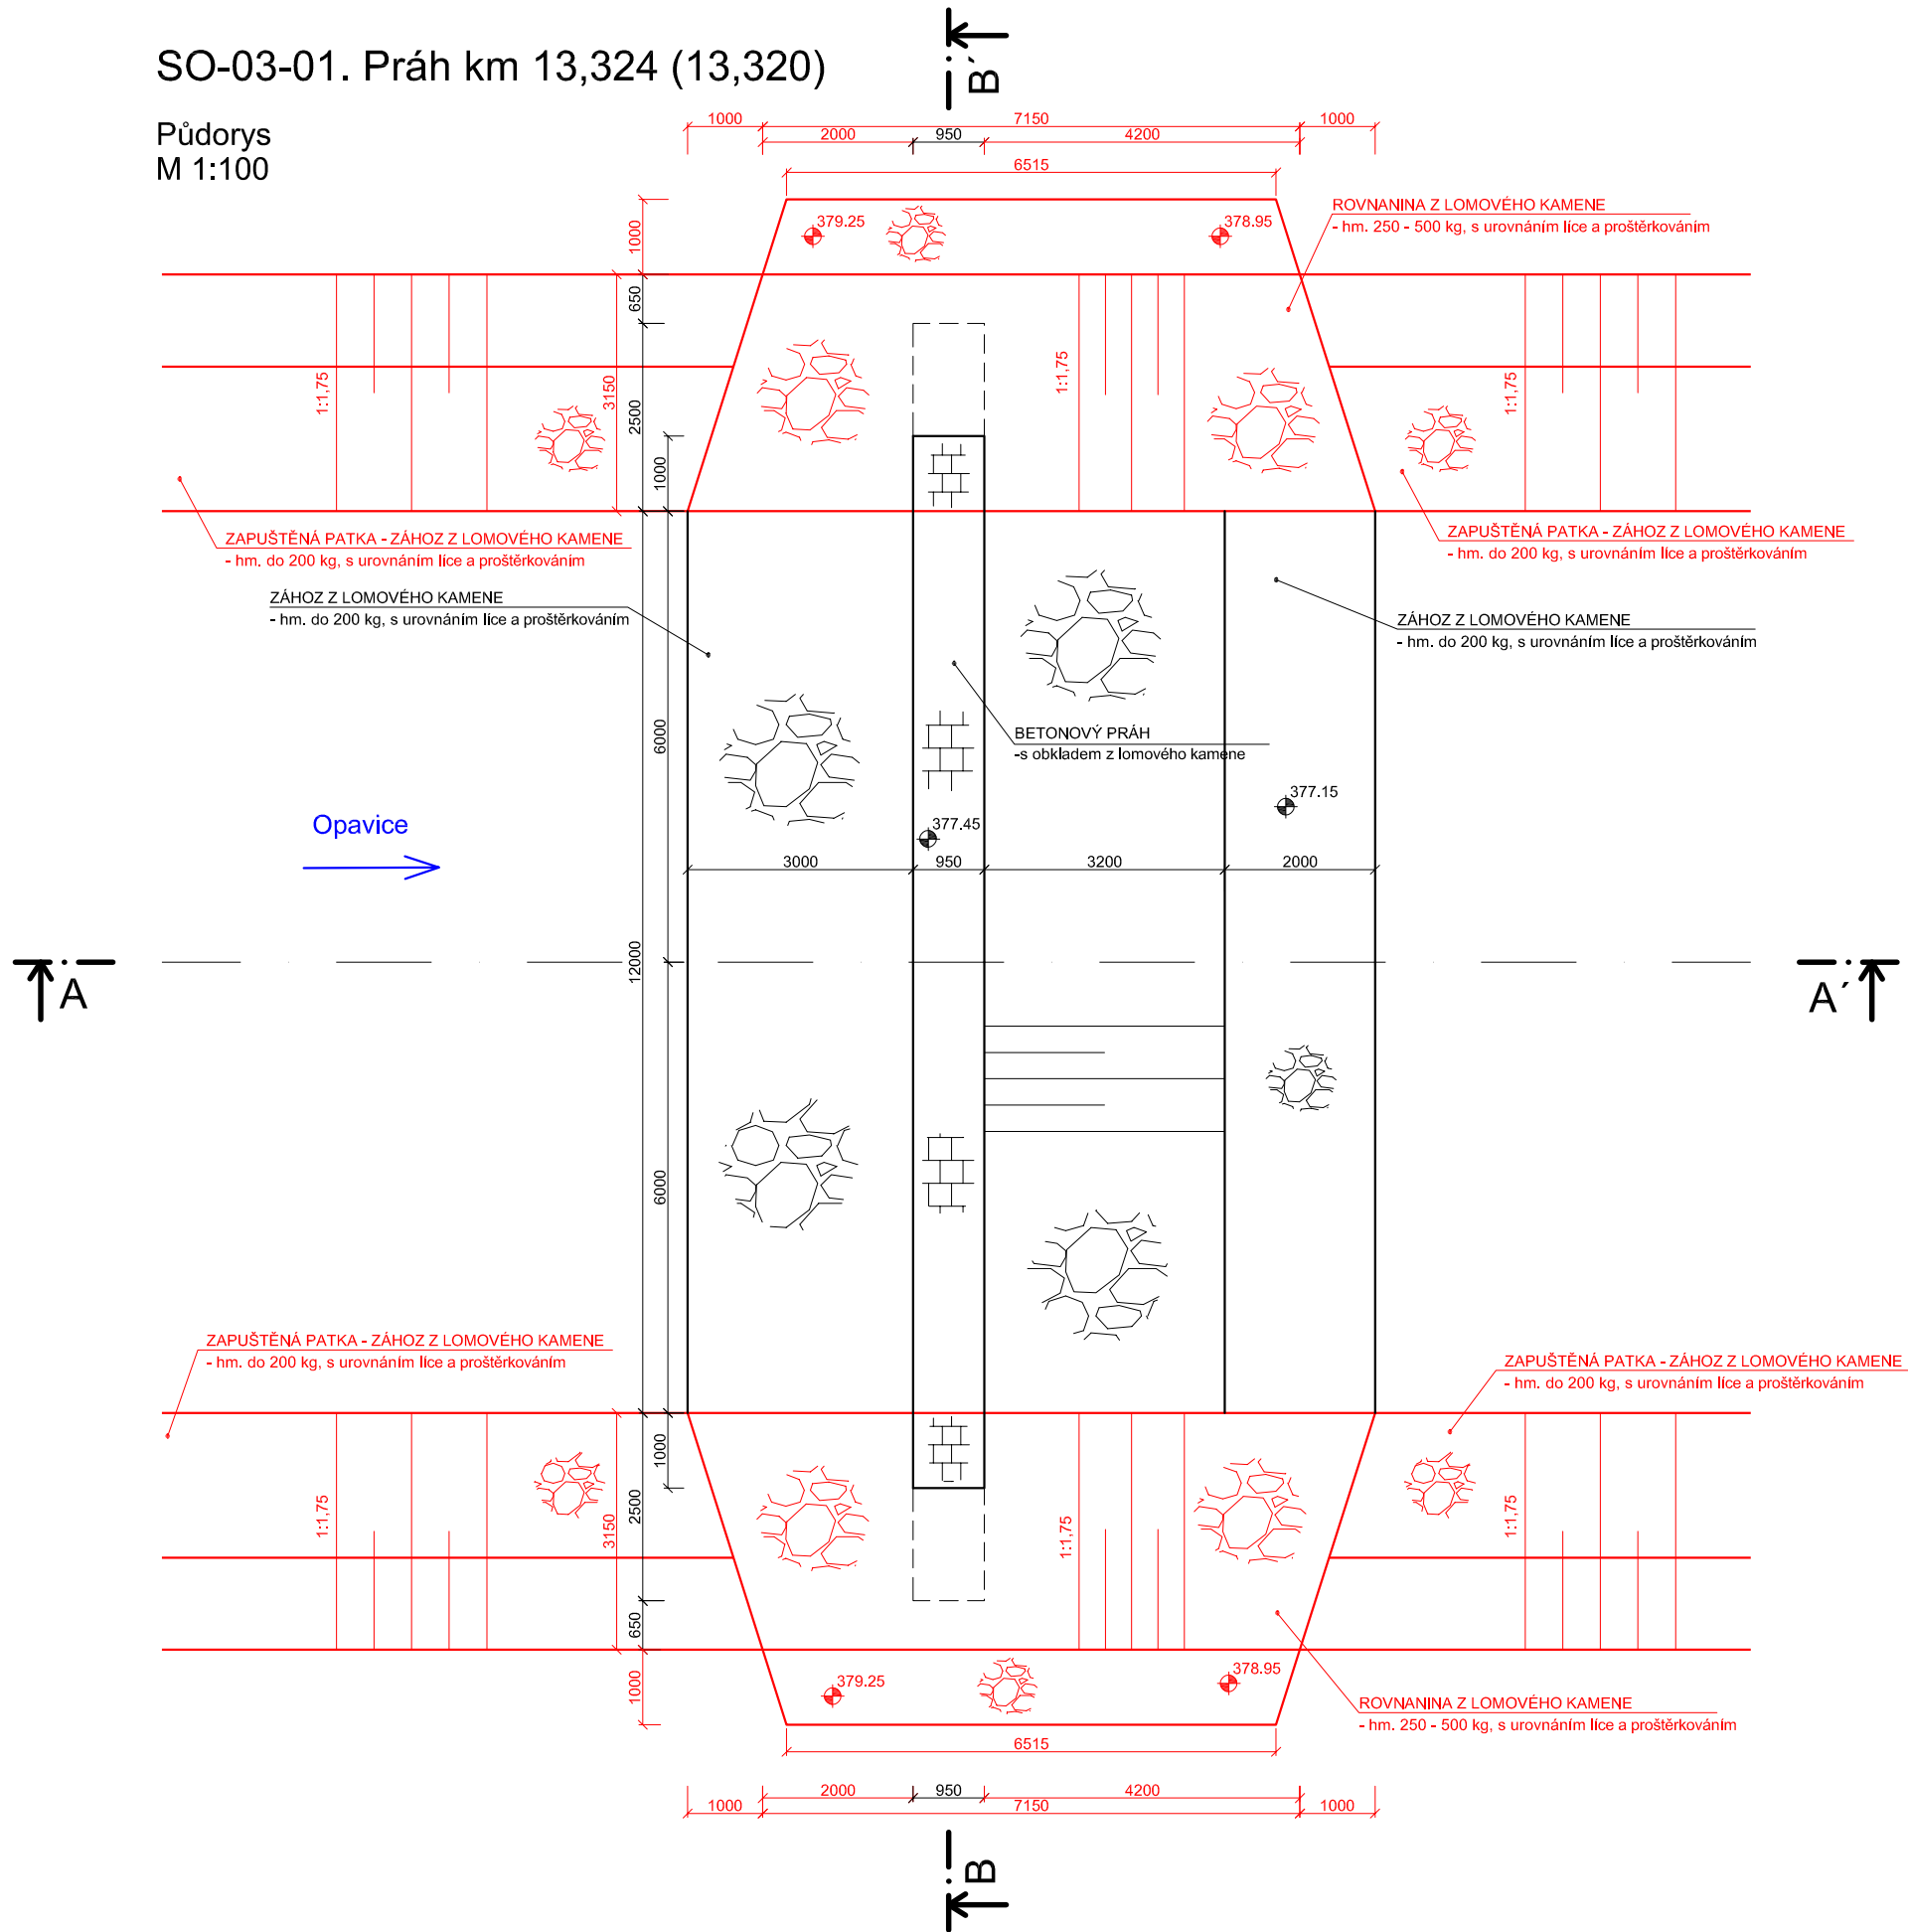 SO-03-01. Práh km 13,324 (13,320)
B´
Půdorys
M 1:100
1000
7150
1000
2000
950
4200
6515
379.25
378.95
ROVNANINA Z LOMOVÉHO KAMENE
- hm. 250 - 500 kg, s urovnáním líce a proštěrkováním
1000
650
1:1,75
3150
2500
1:1,75
1:1,75
1000
ZAPUŠTĚNÁ PATKA - ZÁHOZ Z LOMOVÉHO KAMENE
- hm. do 200 kg, s urovnáním líce a proštěrkováním
ZAPUŠTĚNÁ PATKA - ZÁHOZ Z LOMOVÉHO KAMENE
- hm. do 200 kg, s urovnáním líce a proštěrkováním
ZÁHOZ Z LOMOVÉHO KAMENE
- hm. do 200 kg, s urovnáním líce a proštěrkováním
ZÁHOZ Z LOMOVÉHO KAMENE
- hm. do 200 kg, s urovnáním líce a proštěrkováním
6000
BETONOVÝ PRÁH
-s obkladem z lomového kamene
377.15
Opavice
377.45
3000
950
3200
2000
12000
A
A´
6000
ZAPUŠTĚNÁ PATKA - ZÁHOZ Z LOMOVÉHO KAMENE
- hm. do 200 kg, s urovnáním líce a proštěrkováním
ZAPUŠTĚNÁ PATKA - ZÁHOZ Z LOMOVÉHO KAMENE
- hm. do 200 kg, s urovnáním líce a proštěrkováním
1000
1:1,75
3150
2500
1:1,75
1:1,75
650
1000
379.25
378.95
ROVNANINA Z LOMOVÉHO KAMENE
- hm. 250 - 500 kg, s urovnáním líce a proštěrkováním
6515
2000
950
4200
1000
7150
1000
B